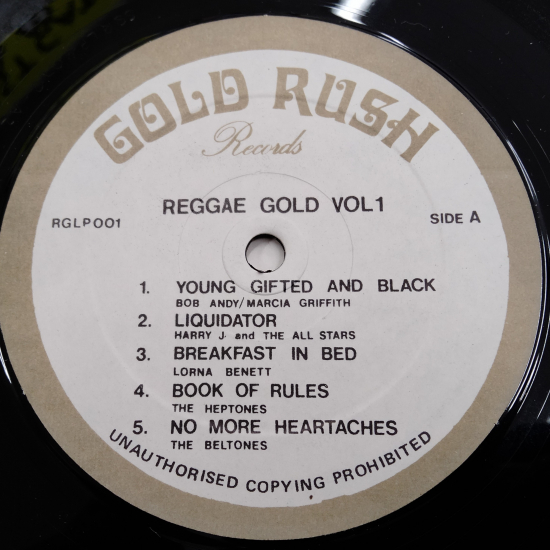 GOLD RUSH
Records
REGGAE GOLD VOL1
RGLP001
SIDE A
1. YOUNG GIFTED AND BLACK
BOB ANDY/MARCIA GRIFFITH
2. LIQUIDATOR
HARRY J. and THE ALL STARS
3. BREAKFAST IN BED
LORNA BENETT
4. BOOK OF RULES
THE HEPTONES
5. NO MORE HEARTACHES
THE BELTONES
UNAUTHORISED COPYING PROHIBITED